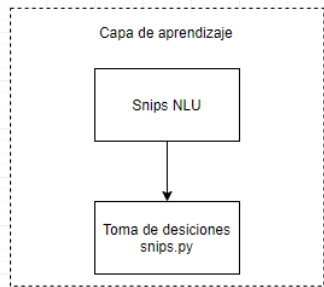 Capa de aprendizaje
Snips NLU
Toma de desiciones
snips.py